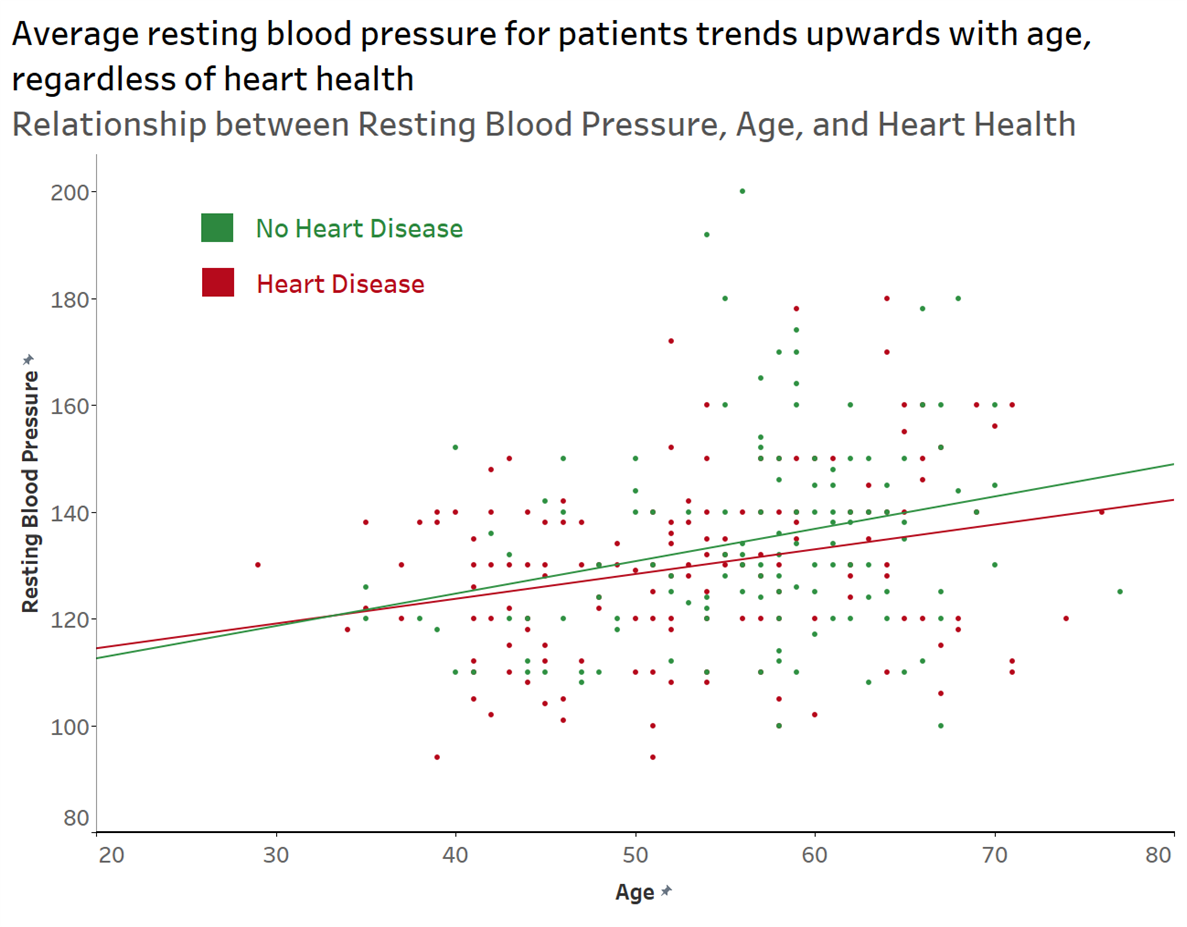 Average resting blood pressure for patients trends upwards with age,
regardless of heart health
Relationship between Resting Blood Pressure, Age, and Heart Health
200
No Heart Disease
Heart Disease
180
160
140
120
100
80
Resting Blood Pressure
20 30 40 50 60 70 80
Age